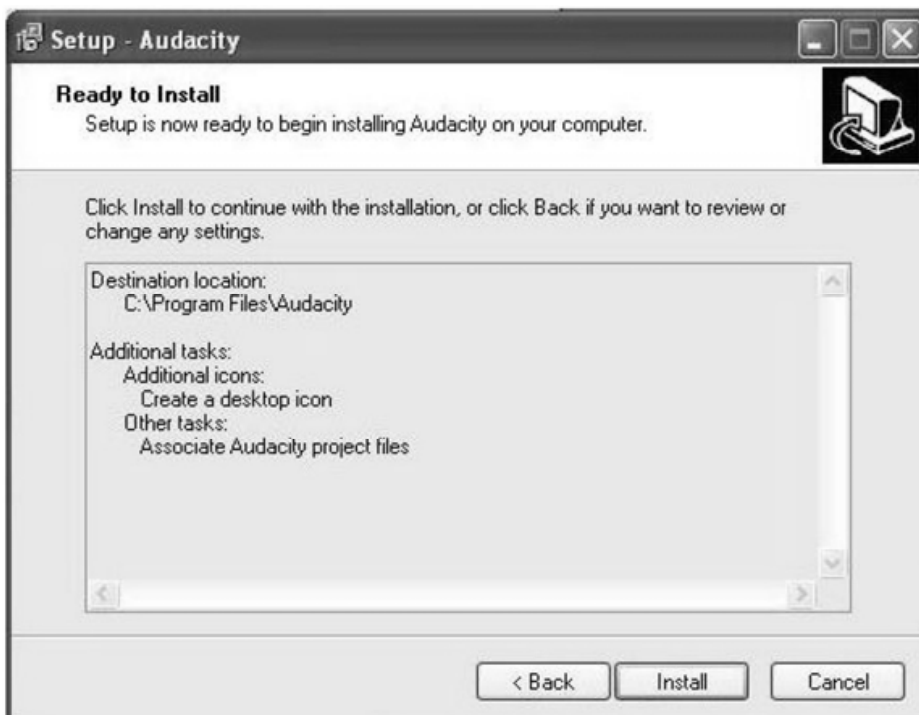 Setup - Audacity
Ready to Install
Setup is now ready to begin installing Audacity on your computer.
Click Install to continue with the installation, or click Back if you want to review or
change any settings.
Destination location:
C:\Program Files\Audacity
Additional tasks:
Additional icons:
Create a desktop icon
Other tasks:
Associate Audacity project files
< Back
Install
Cancel